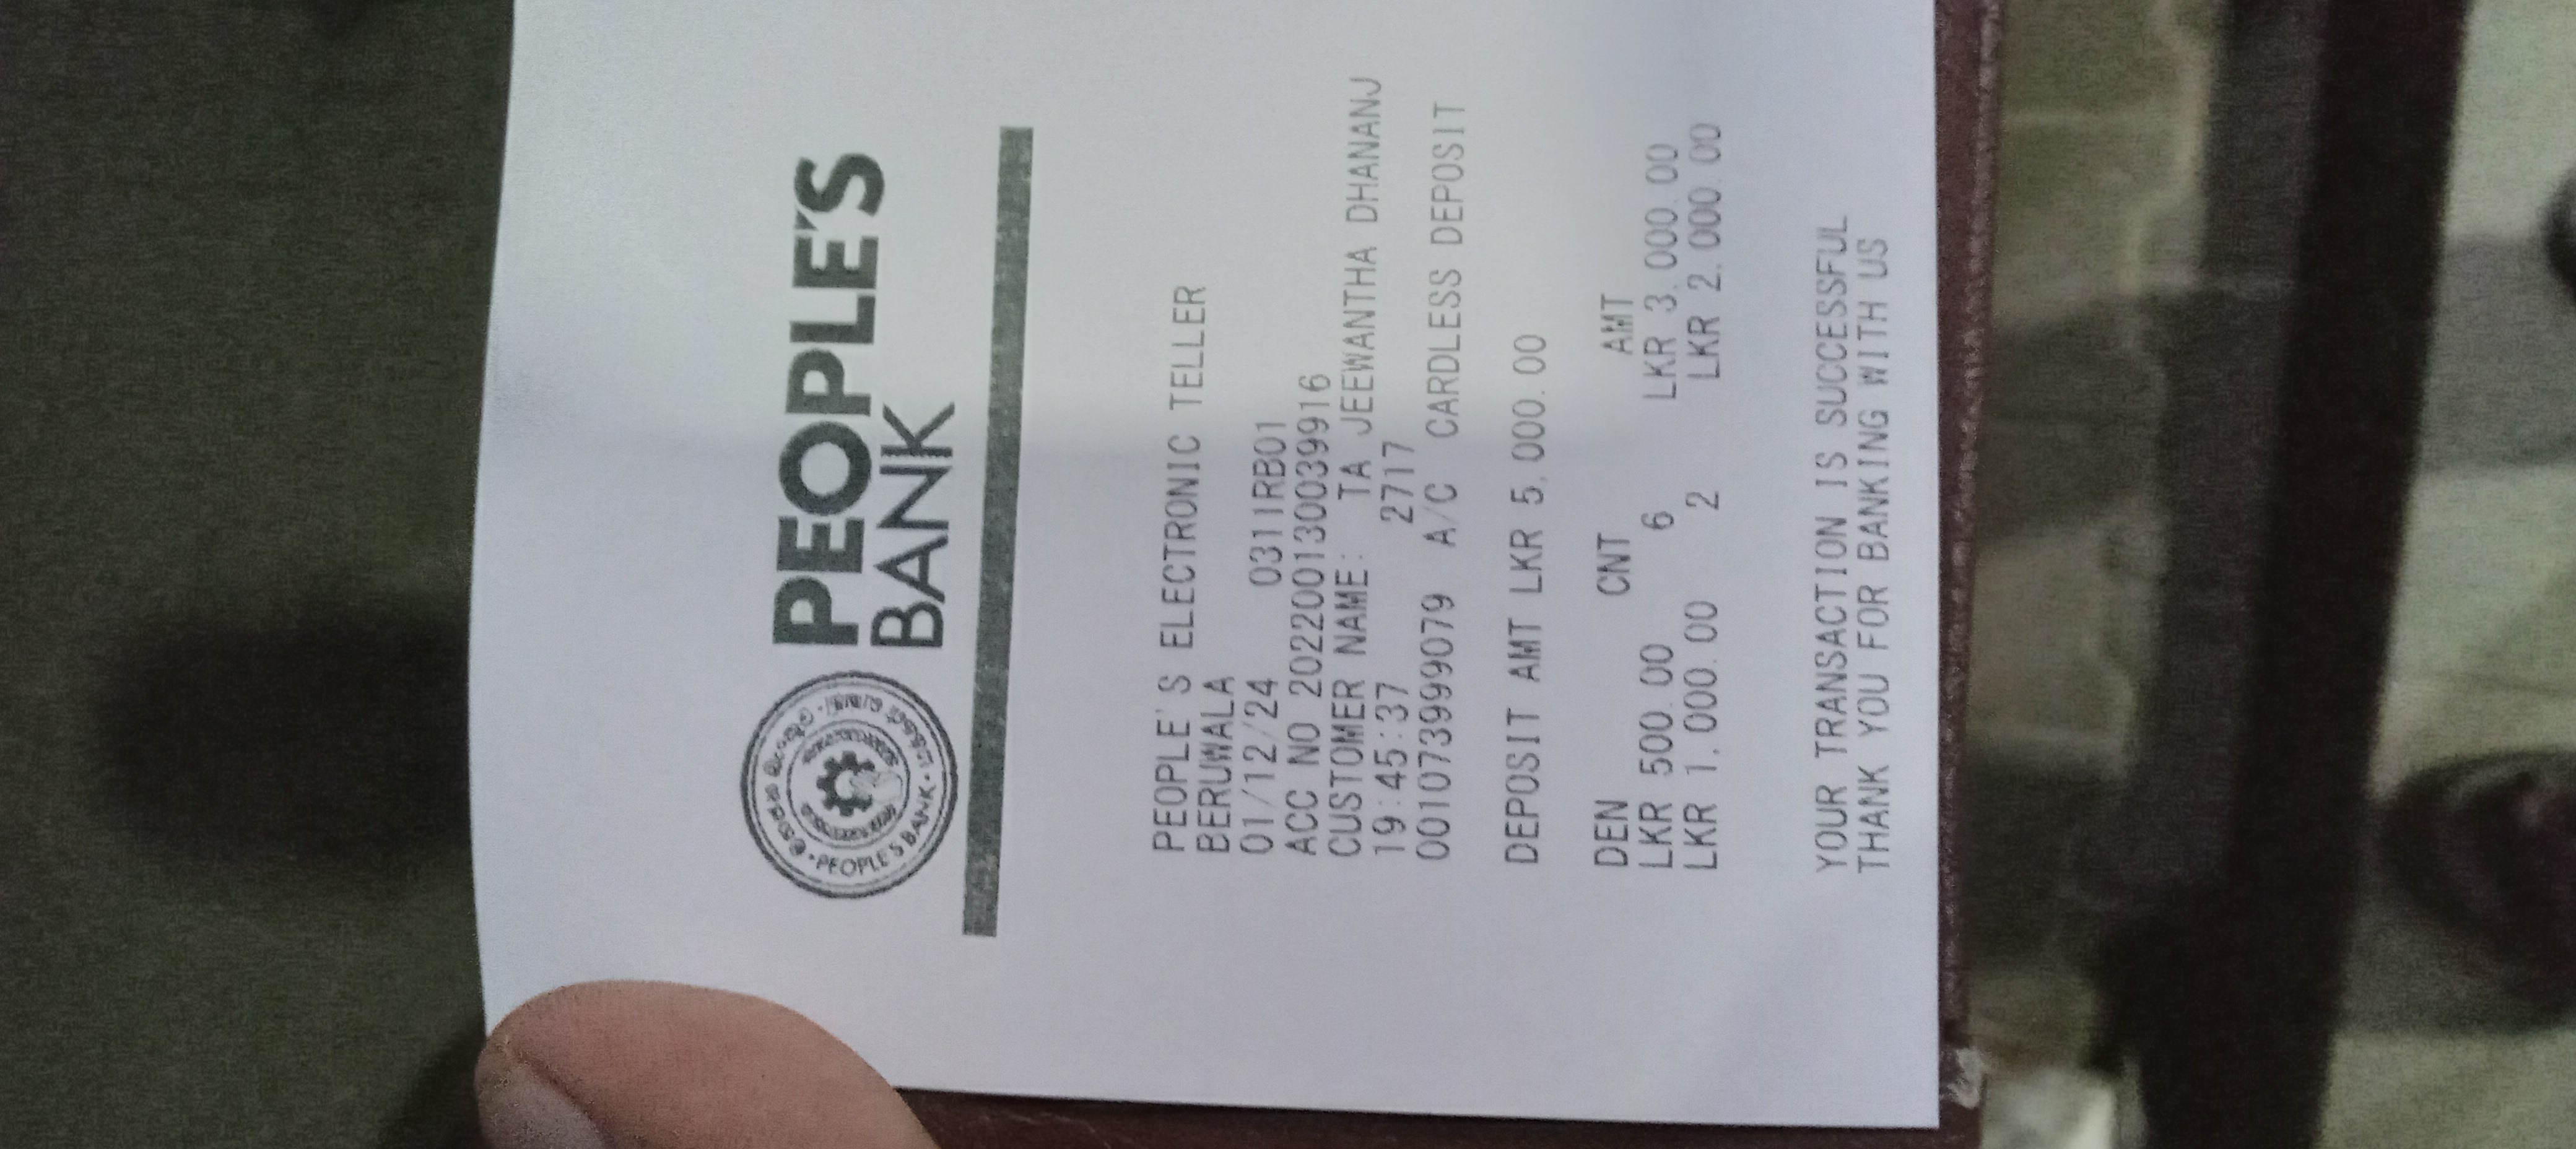 PEOPLE'S
BANK
PEOPLE'S BANK
PEOPLE'S ELECTRONIC TELLER
BERUWALA
01/12/24 0311RB01
ACC NO 202200130039916
CUSTOMER NAME: TA JEEWANTHA DHANANJ
19:45:37 2717
0010739999079 A/C CARDLESS DEPOSIT
DEPOSIT AMT LKR 5,000.00
DEN CNT AMT
LKR 500.00 6 LKR 3,000.00
LKR 1,000.00 2 LKR 2,000.00
YOUR TRANSACTION IS SUCCESSFUL
THANK YOU FOR BANKING WITH US